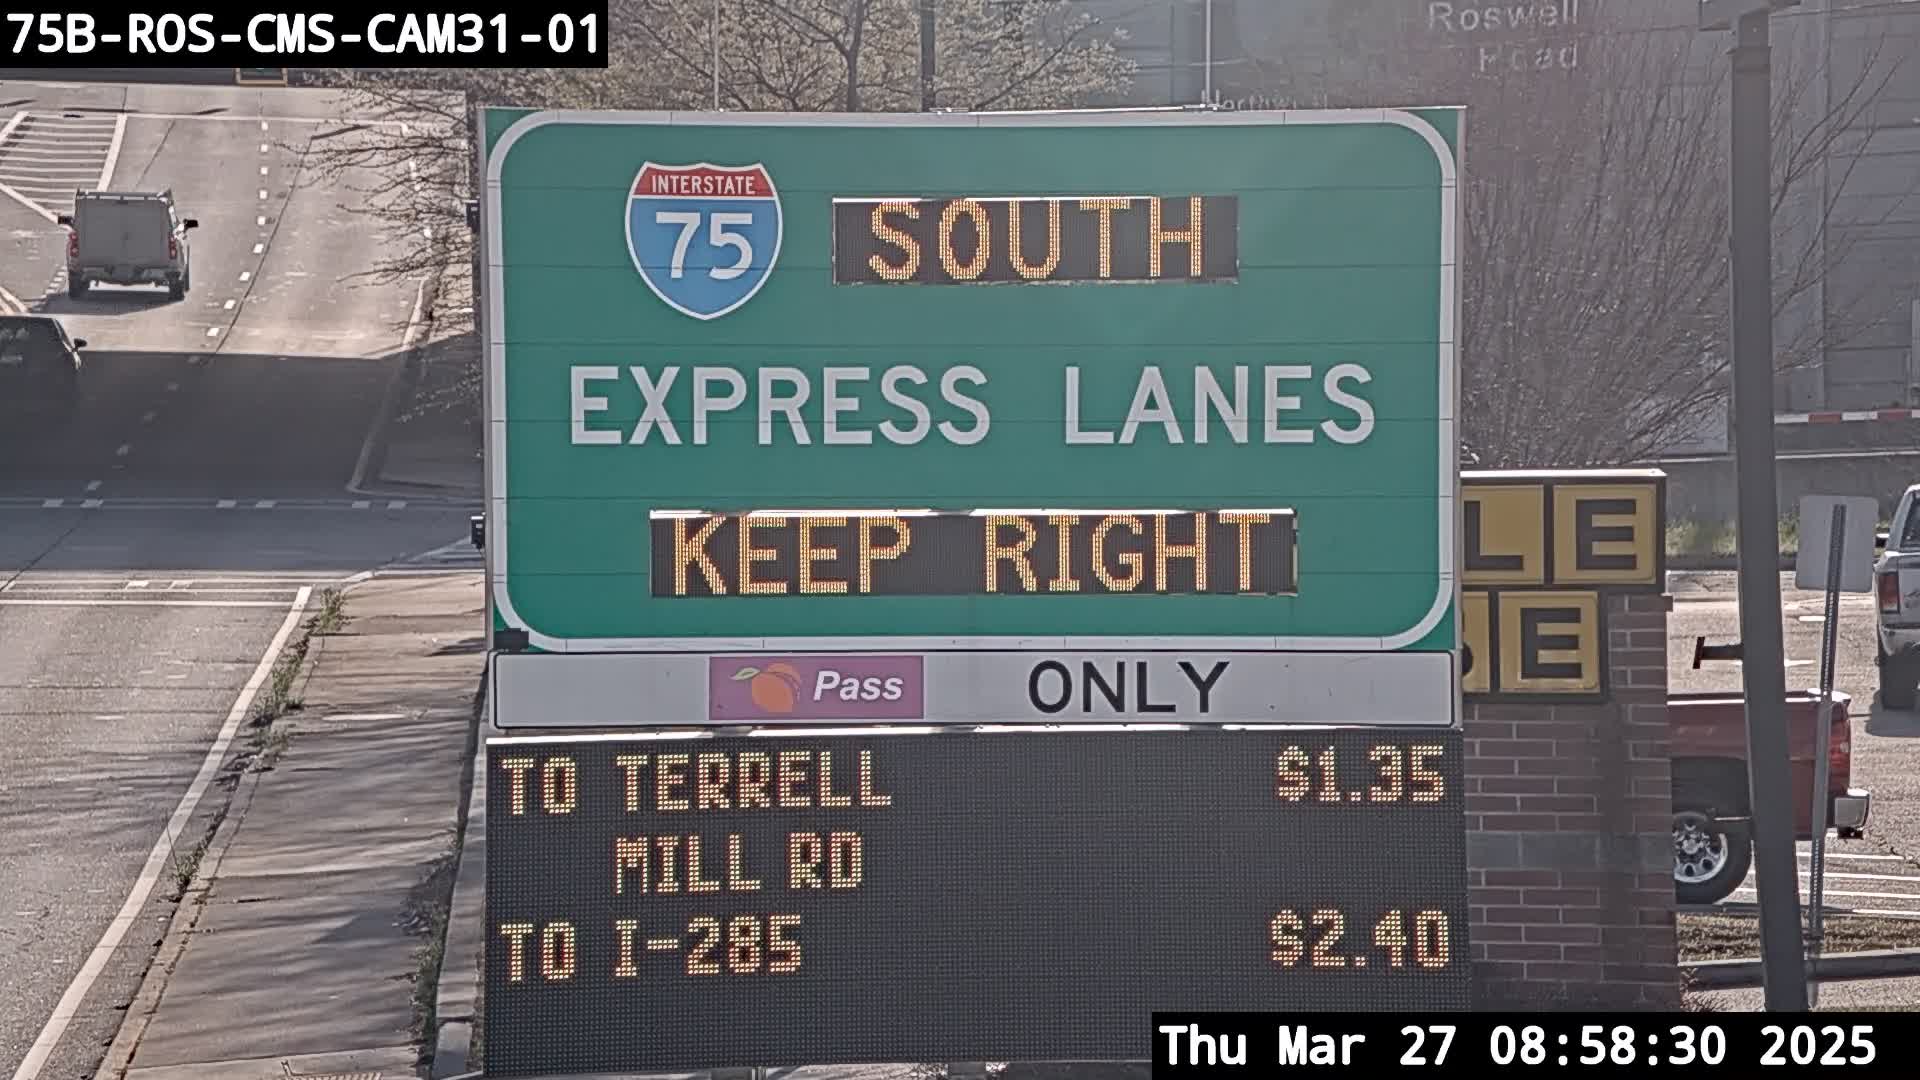 75B-ROS-CMS-CAM31-01
Roswell
Road
INTERSTATE
75
SOUTH
EXPRESS LANES
KEEP RIGHT
LE
E
Pass ONLY
TO TERRELL $1.35
MILL RD
TO I-285 $2.40
Thu Mar 27 08:58:30 2025